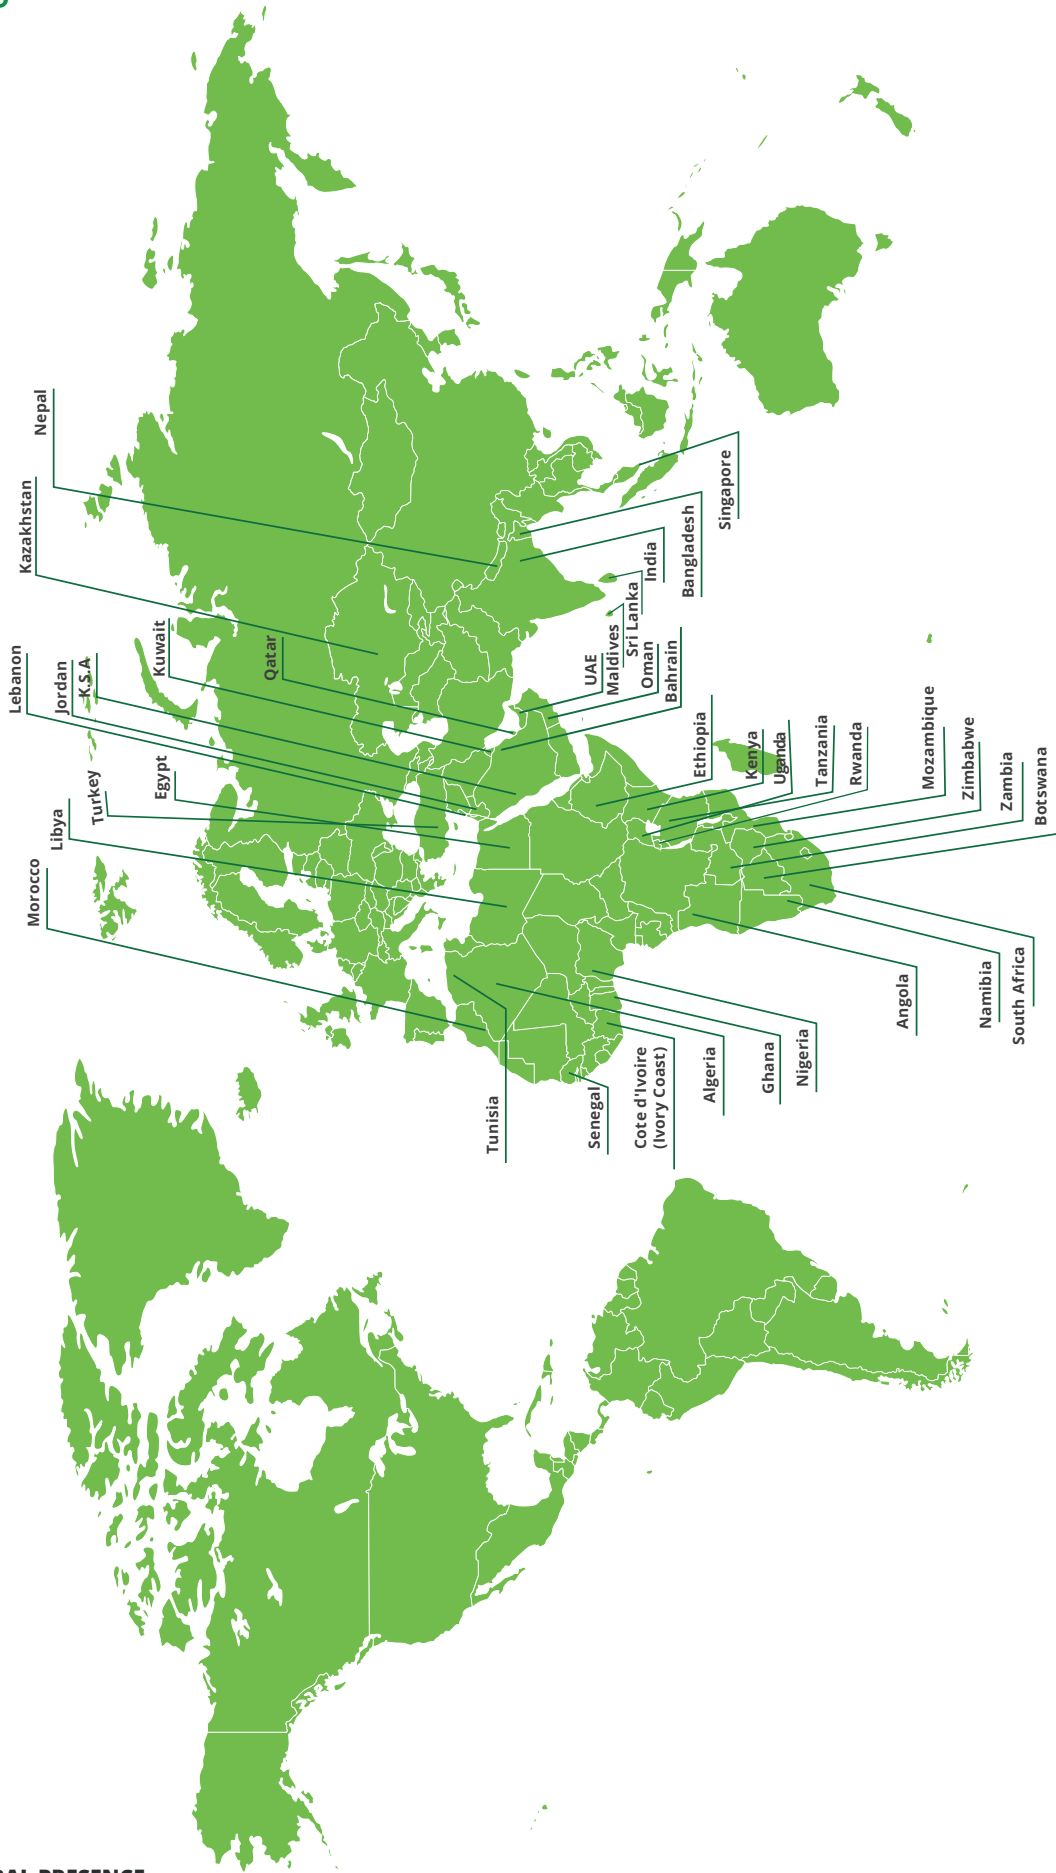 Nepal
Kazakhstan
Lebanon
Jordan
K.S.A
Kuwait
Qatar
Egypt
Turkey
Libya
Morocco
Singapore
Bangladesh
India
Sri Lanka
Maldives
UAE
Oman
Bahrain
Ethiopia
Kenya
Uganda
Tanzania
Rwanda
Mozambique
Zimbabwe
Zambia
Botswana
South Africa
Namibia
Angola
Nigeria
Ghana
Algeria
Cote d'Ivoire
(Ivory Coast)
Senegal
Tunisia
PRESENCE